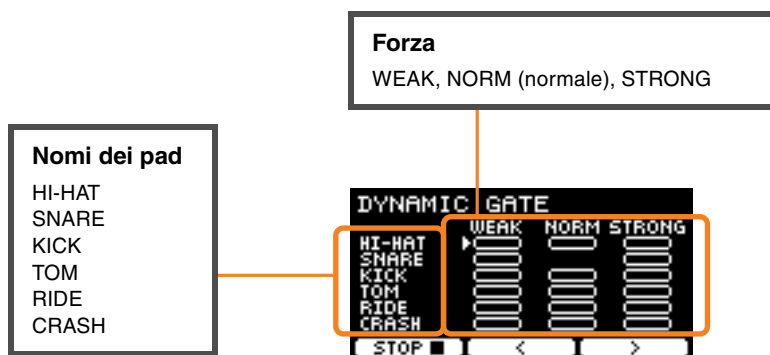 Forza
WEAK, NORM (normale), STRONG
Nomi dei pad
HI-HAT
SNARE
KICK
TOM
RIDE
CRASH
DYNAMIC GATE
WEAK NORM STRONG
HI-HAT
SNARE
KICK
TOM
RIDE
CRASH
STOP ■ < >